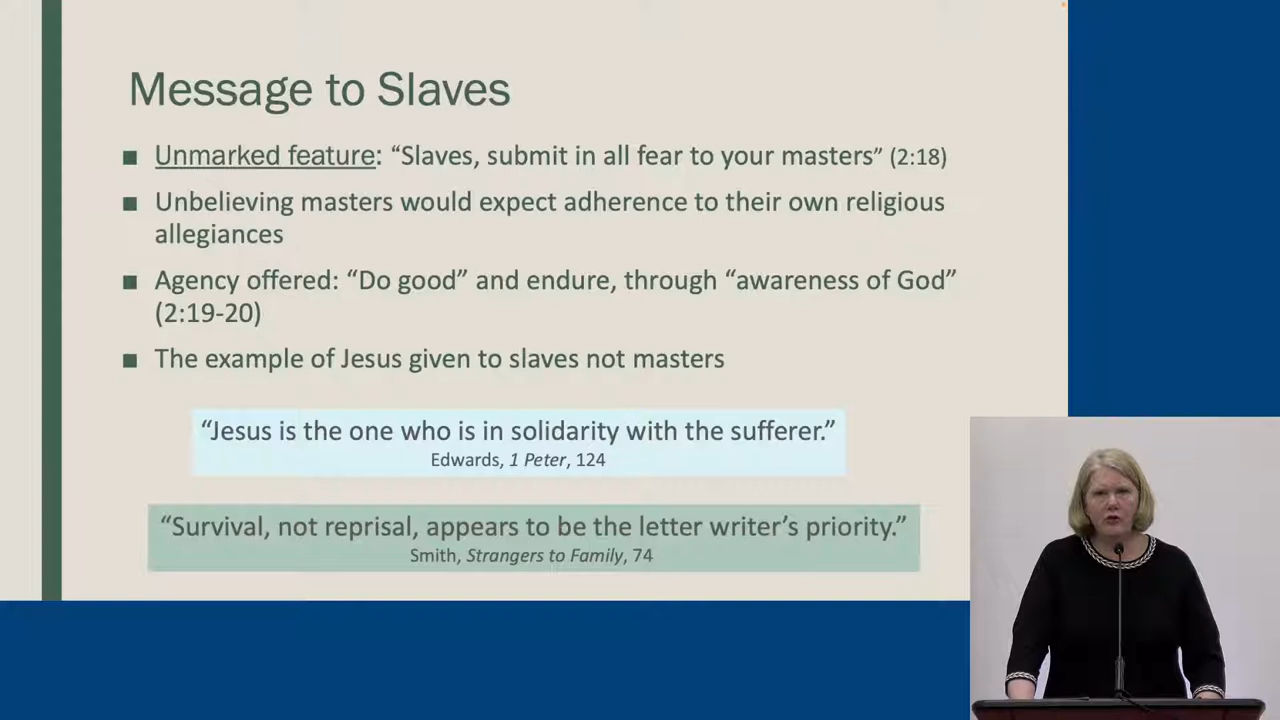 Message to Slaves
■ Unmarked feature: “Slaves, submit in all fear to your masters” (2:18)
■ Unbelieving masters would expect adherence to their own religious
allegiances
■ Agency offered: “Do good” and endure, through “awareness of God”
(2:19-20)
■ The example of Jesus given to slaves not masters
“Jesus is the one who is in solidarity with the sufferer.”
Edwards, 1 Peter, 124
“Survival, not reprisal, appears to be the letter writer’s priority.”
Smith, Strangers to Family, 74